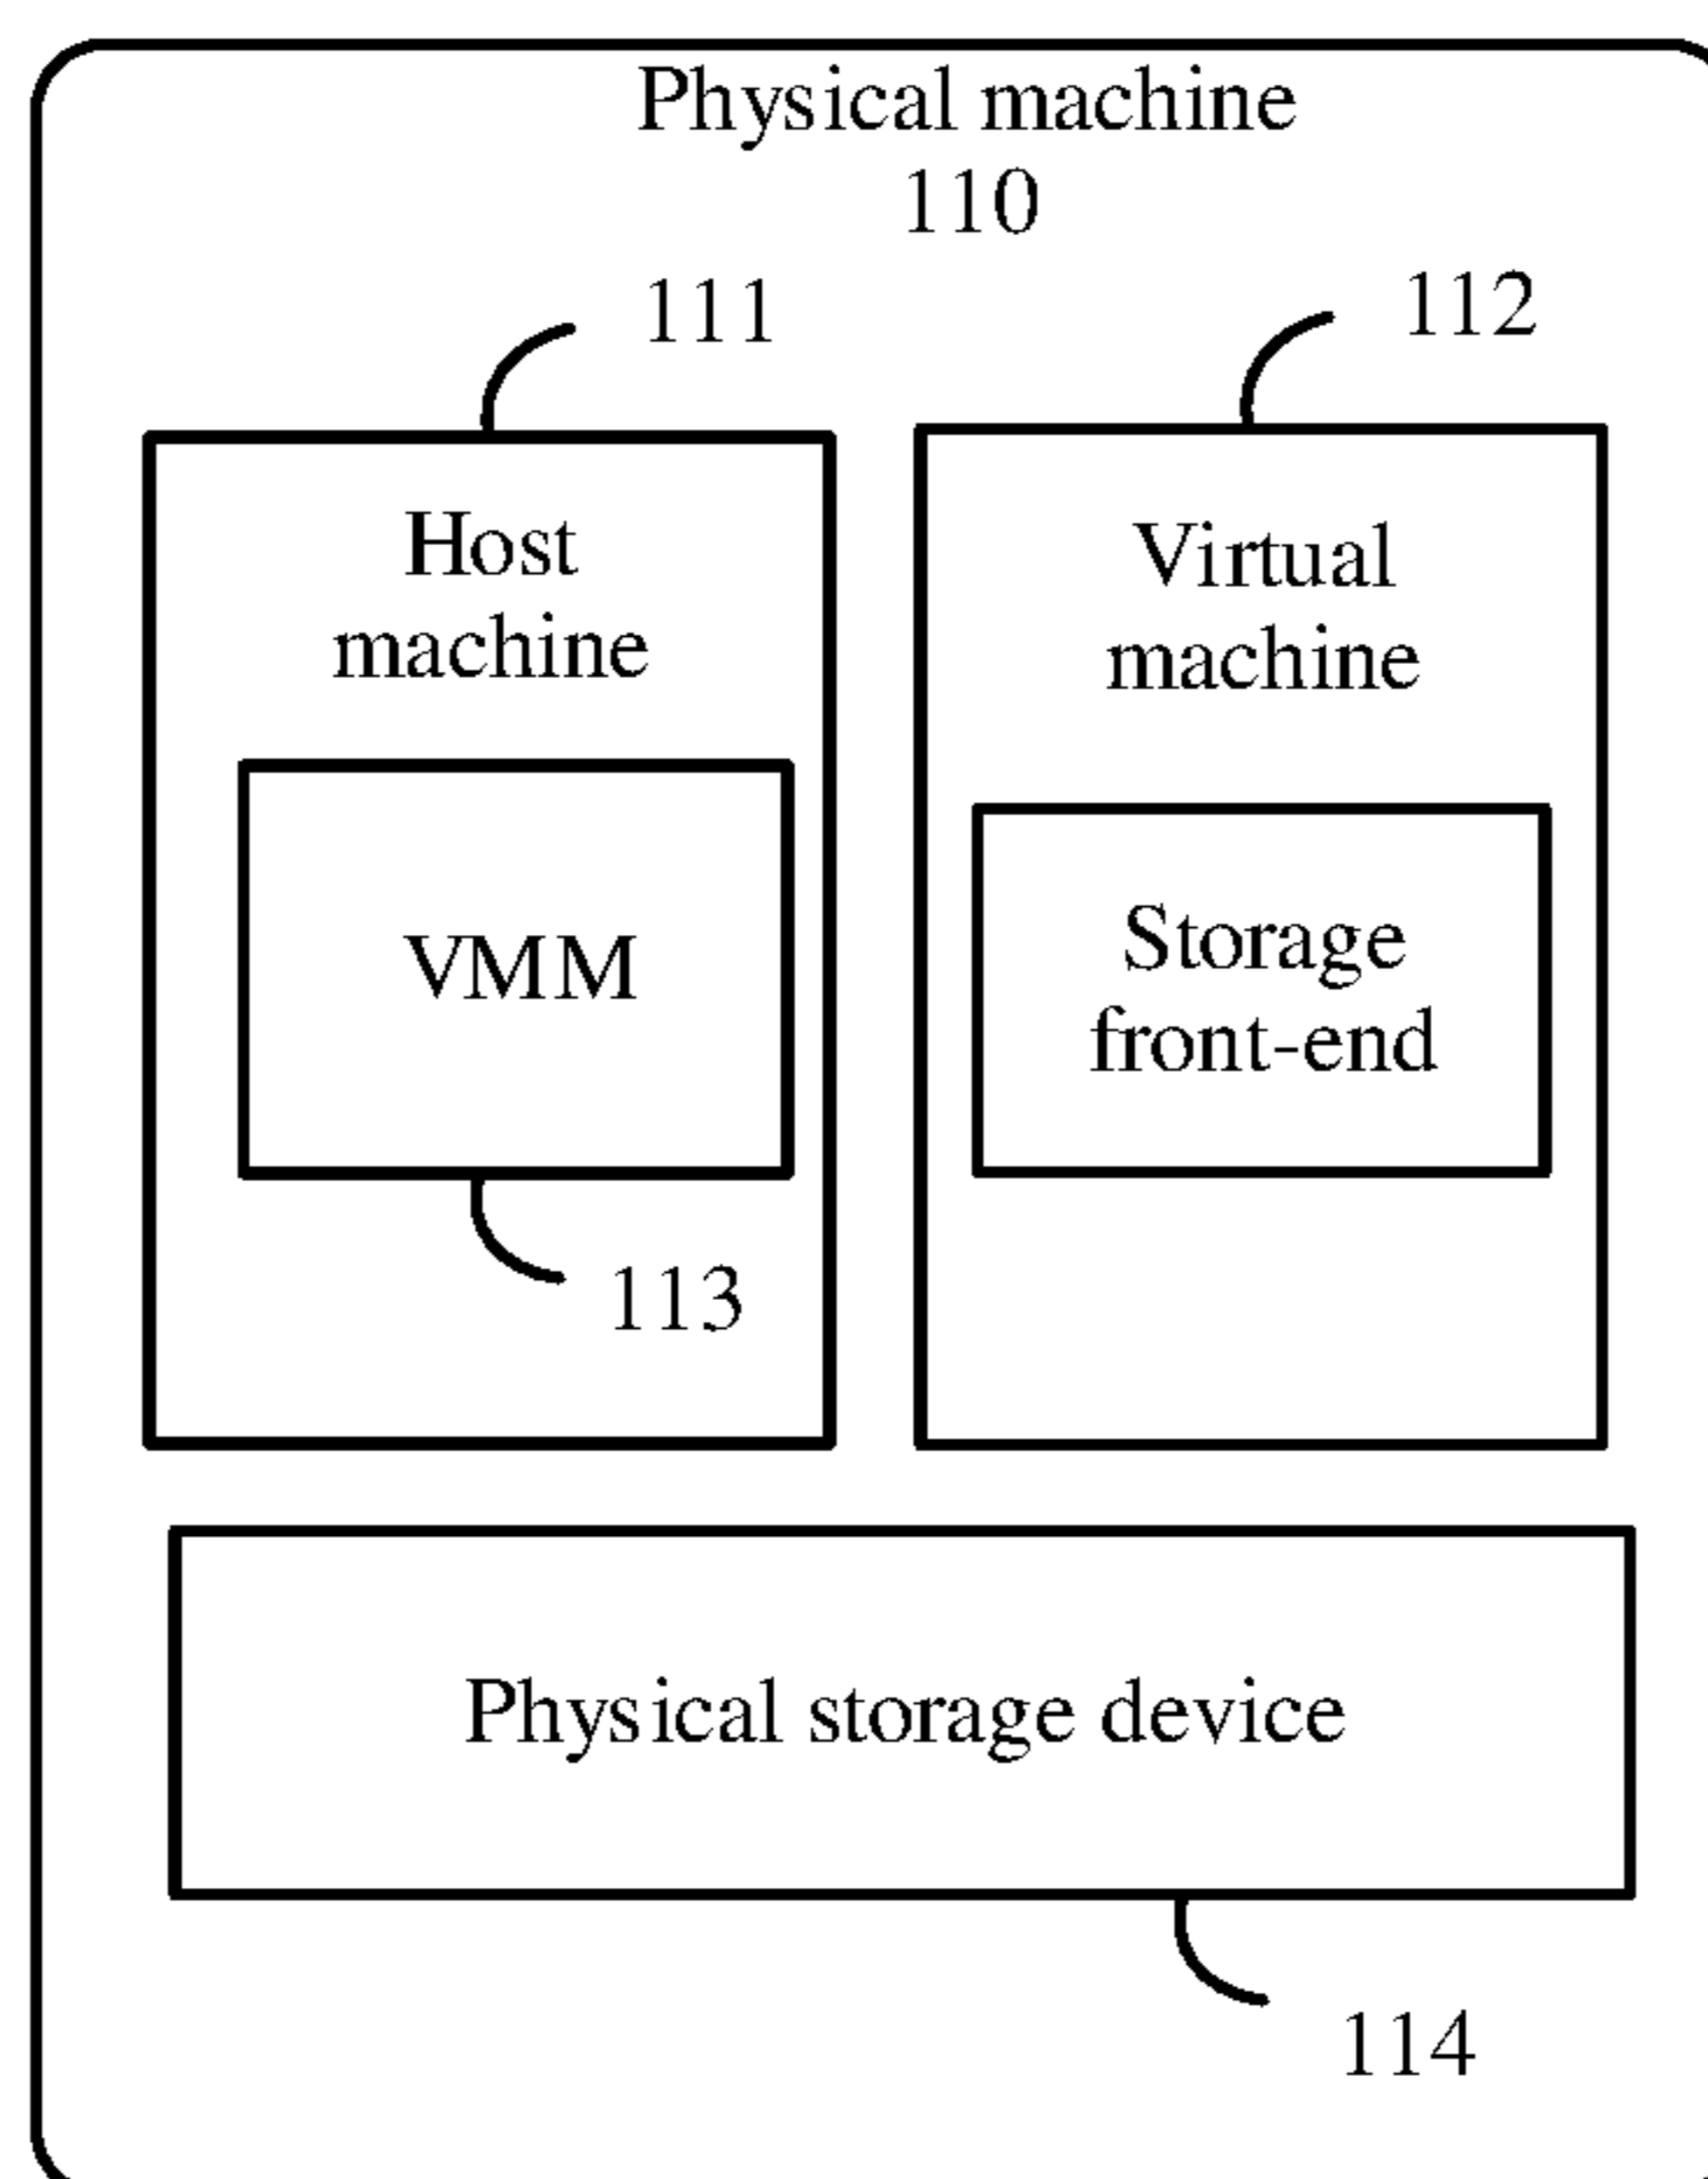 Physical machine
110
111
112
Host
machine
Virtual
machine
VMM
Storage
front-end
113
Physical storage device
114